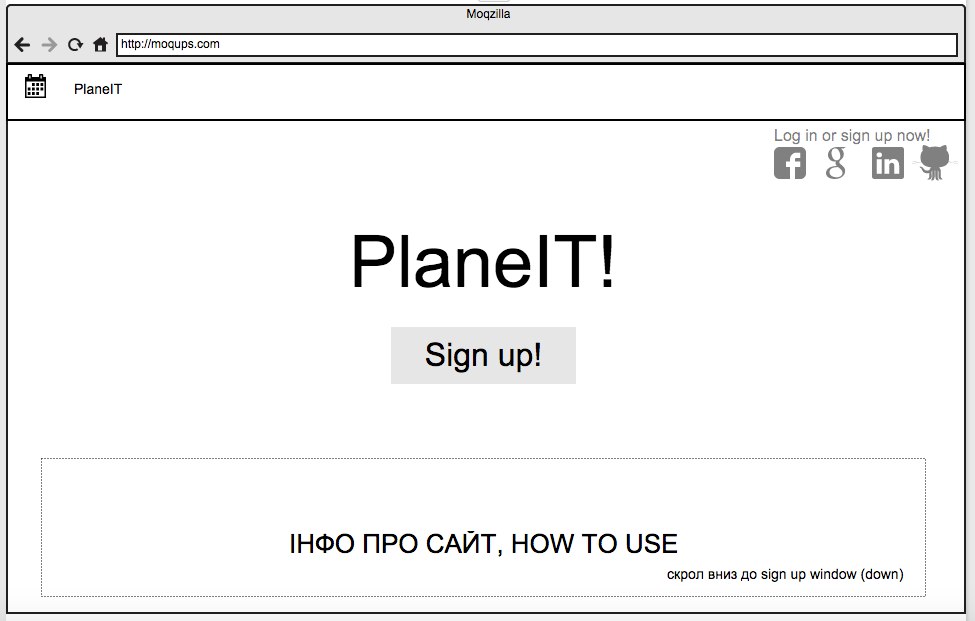 Moqzilla
http://moqups.com
PlaneIT
Log in or sign up now!
PlaneIT!
Sign up!
ІНФО ПРО САЙТ, HOW TO USE
скрол вниз до sign up window (down)